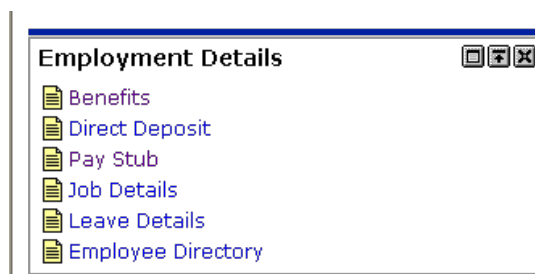 Employment Details
Benefits
Direct Deposit
Pay Stub
Job Details
Leave Details
Employee Directory